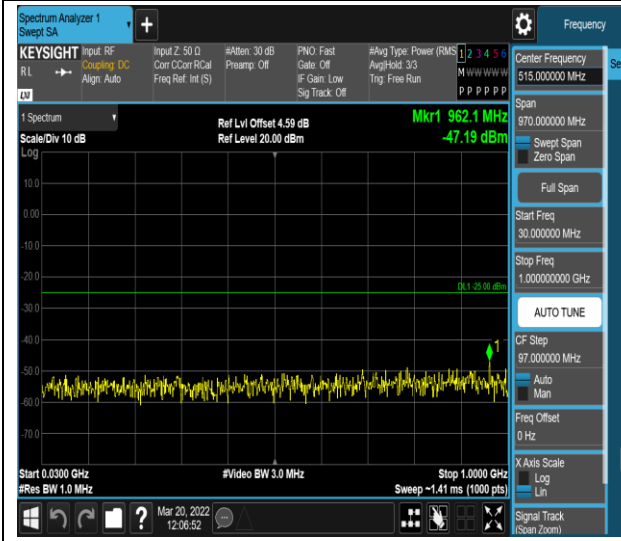 Spectrum Analyzer 1
Swept SA
+
Frequency
KEYSIGHT
RL
LXI
Input: RF
Coupling: DC
Align: Auto
Input Z: 50 Ω
Corr CCorr RCal
Freq Ref: Int (S)
#Atten: 30 dB
Preamp: Off
PNO: Fast
Gate: Off
IF Gain: Low
Sig Track: Off
#Avg Type: Power (RMS
Avg|Hold: 3/3
Trig: Free Run
1 2 3 4 5 6
M W W W W W
P P P P P P
1 Spectrum
Scale/Div 10 dB
Log
Ref Lvl Offset 4.59 dB
Ref Level 20.00 dBm
Mkr1 962.1 MHz
-47.19 dBm
10.0
0.00
-10.0
-20.0
DL1 -25.00 dBm
-30.0
-40.0
1
-50.0
-60.0
-70.0
Start 0.0300 GHz
#Res BW 1.0 MHz
#Video BW 3.0 MHz
Stop 1.0000 GHz
Sweep ~1.41 ms (1000 pts)
?
Mar 20, 2022
12:06:52
Center Frequency
515.000000 MHz
Se
Span
970.000000 MHz
Swept Span
Zero Span
Full Span
Start Freq
30.000000 MHz
Stop Freq
1.000000000 GHz
AUTO TUNE
CF Step
97.000000 MHz
Auto
Man
Freq Offset
0 Hz
X Axis Scale
Log
Lin
Signal Track
(Span Zoom)